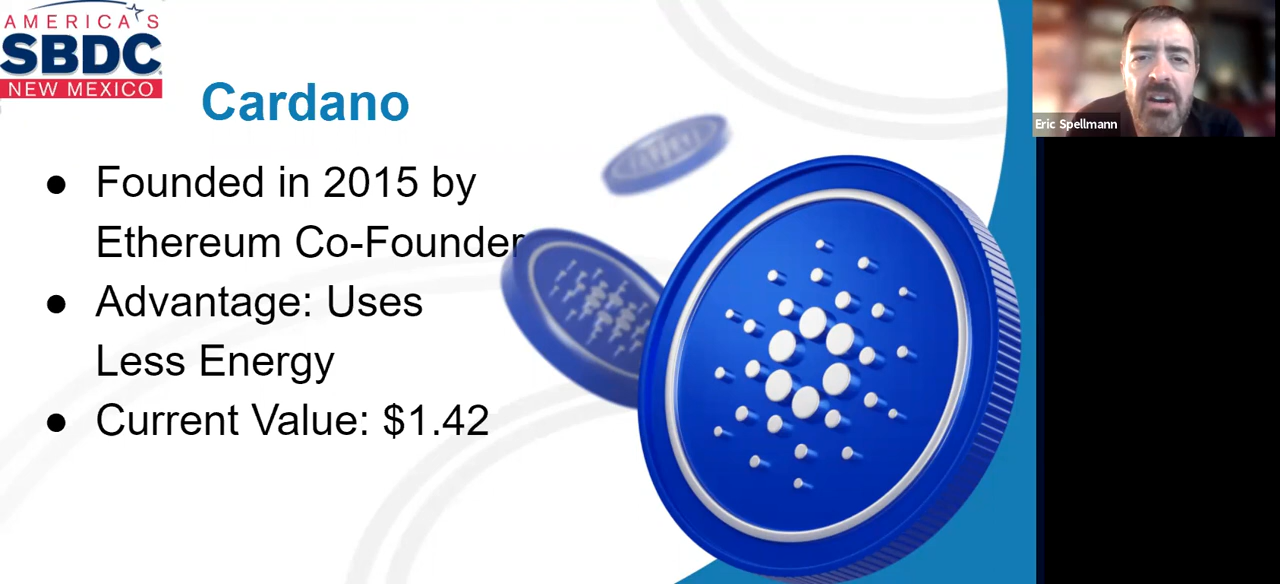 AMERICA'S
SBDC
NEW MEXICO
Cardano
● Founded in 2015 by
Ethereum Co-Founder
● Advantage: Uses
Less Energy
● Current Value: $1.42
Eric Spellmann